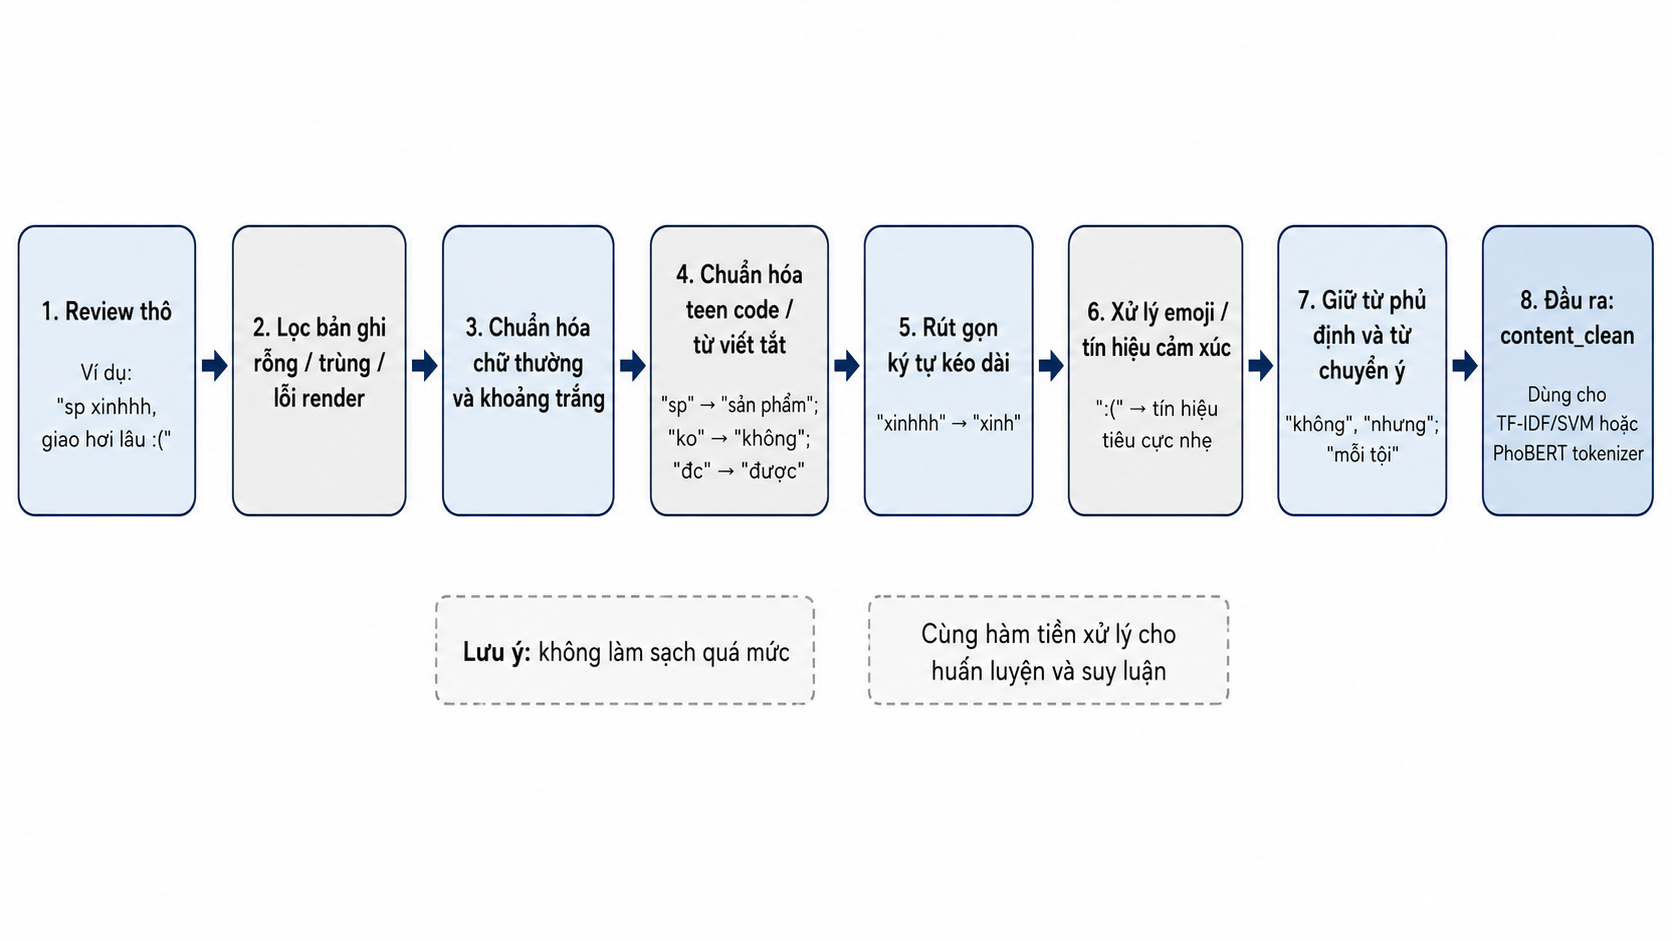 1. Review thô
Ví dụ:
"sp xinhhh,
giao hơi lâu :("
2. Lọc bản ghi
rỗng / trùng /
lỗi render
3. Chuẩn hóa
chữ thường
và khoảng trắng
4. Chuẩn hóa
teen code /
từ viết tắt
"sp" → "sản phẩm";
"ko" → "không";
"đc" → "được"
5. Rút gọn
ký tự kéo dài
"xinhhh" → "xinh"
6. Xử lý emoji /
tín hiệu cảm xúc
":(" → tín hiệu
tiêu cực nhẹ
7. Giữ từ phủ
định và từ
chuyển ý
"không", "nhưng";
"mỗi tội"
8. Đầu ra:
content_clean
Dùng cho
TF-IDF/SVM hoặc
PhoBERT tokenizer
Lưu ý: không làm sạch quá mức
Cùng hàm tiền xử lý cho
huấn luyện và suy luận